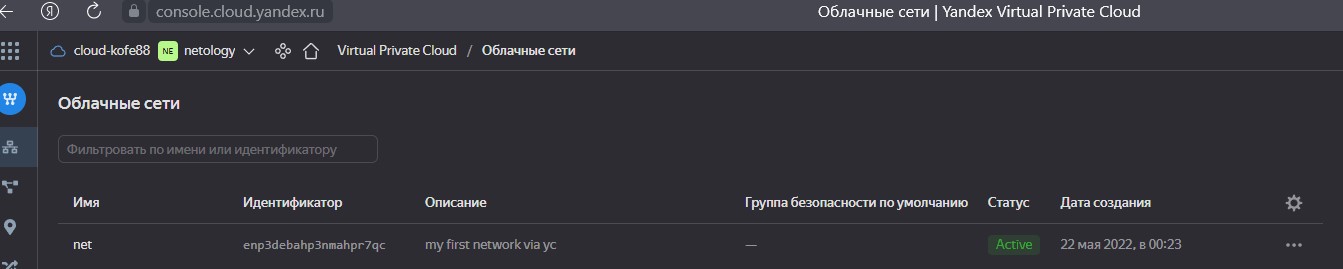 console.cloud.yandex.ru Облачные сети | Yandex Virtual Private Cloud
cloud-kofe88 NE netology Virtual Private Cloud / Облачные сети
Облачные сети
Фильтровать по имени или идентификатору
Имя Идентификатор Описание Группа безопасности по умолчанию Статус Дата создания
net enp3debahp3nmahpr7qc my first network via yc — Active 22 мая 2022, в 00:23